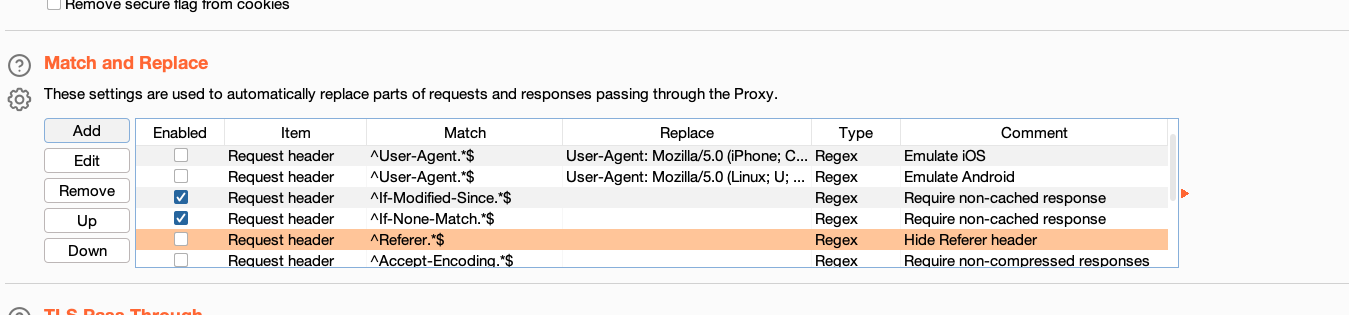 Remove secure flag from cookies
Match and Replace
These settings are used to automatically replace parts of requests and responses passing through the Proxy.
Add
Edit
Remove
Up
Down
Enabled Item Match Replace Type Comment
Request header ^User-Agent.*$ User-Agent: Mozilla/5.0 (iPhone; C... Regex Emulate iOS
Request header ^User-Agent.*$ User-Agent: Mozilla/5.0 (Linux; U; ... Regex Emulate Android
Request header ^If-Modified-Since.*$ Regex Require non-cached response
Request header ^If-None-Match.*$ Regex Require non-cached response
Request header ^Referer.*$ Regex Hide Referer header
Request header ^Accept-Encoding.*$ Regex Require non-compressed responses
TLS Pass Through